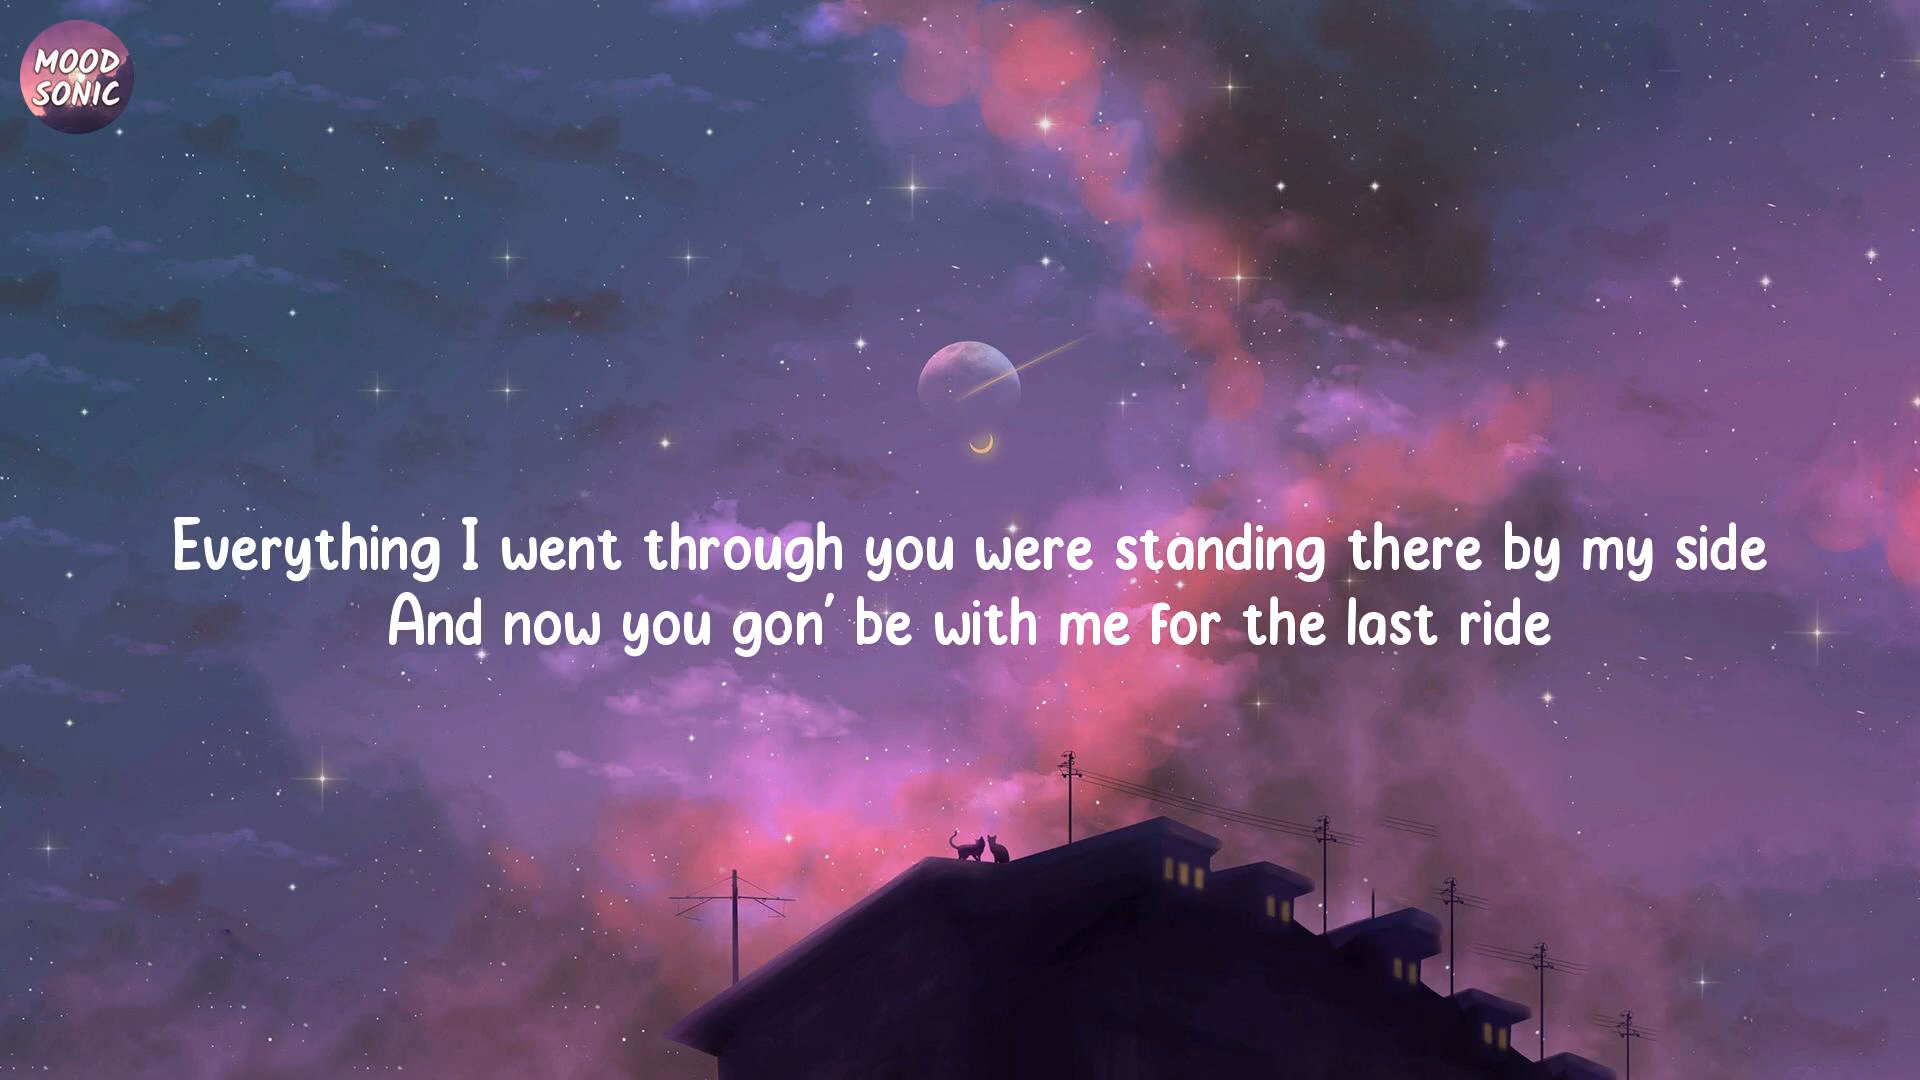 MOOD
SONIC
Everything I went through you were standing there by my side
And now you gon' be with me for the last ride